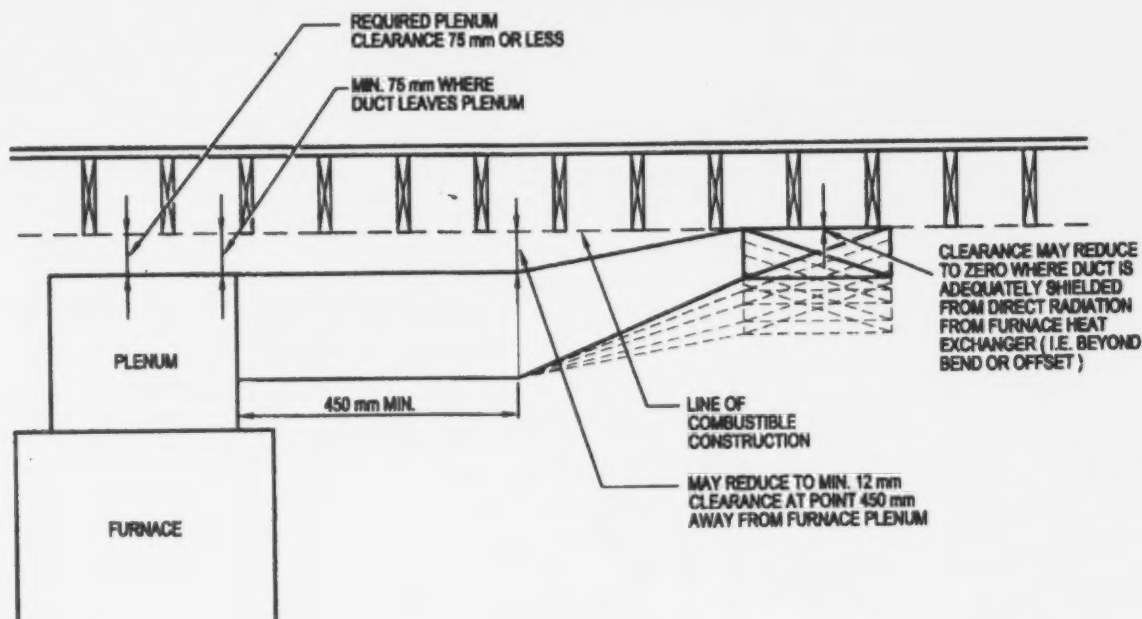 REQUIRED PLENUM
CLEARANCE 75 mm OR LESS
MIN. 75 mm WHERE
DUCT LEAVES PLENUM
CLEARANCE MAY REDUCE
TO ZERO WHERE DUCT IS
ADEQUATELY SHIELDED
FROM DIRECT RADIATION
FROM FURNACE HEAT
EXCHANGER ( I.E. BEYOND
BEND OR OFFSET )
PLENUM
450 mm MIN.
LINE OF
COMBUSTIBLE
CONSTRUCTION
MAY REDUCE TO MIN. 12 mm
CLEARANCE AT POINT 450 mm
AWAY FROM FURNACE PLENUM
FURNACE